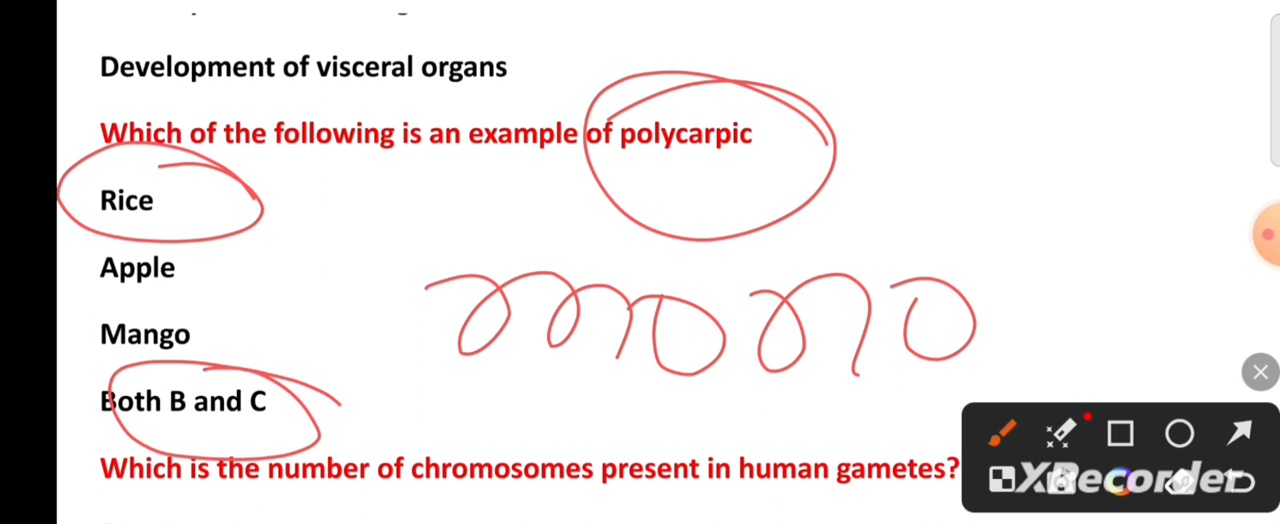 Development of visceral organs
Which of the following is an example of polycarpic
Rice
Apple
mono
Mango
Both B and C
Which is the number of chromosomes present in human gametes?
XRecorder